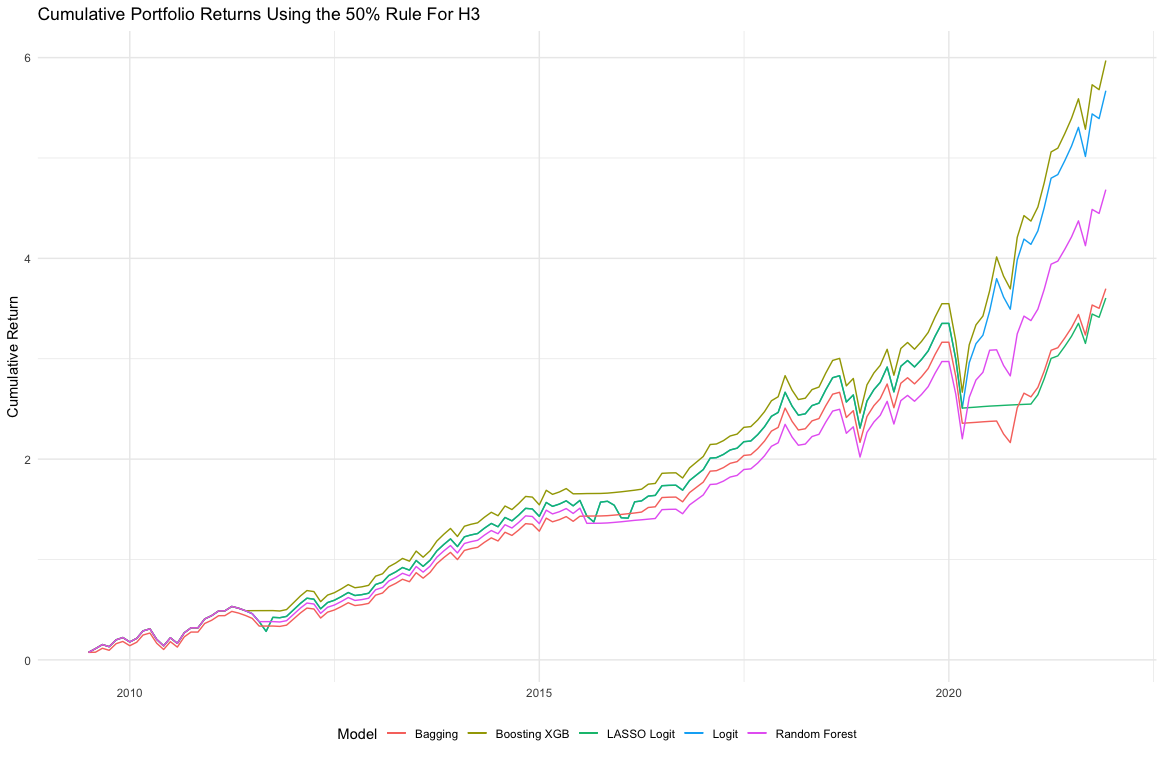 Cumulative Portfolio Returns Using the 50% Rule For H3
6
4
2
0
Cumulative Return
2010 2015 2020
Model Bagging Boosting XGB LASSO Logit Logit Random Forest